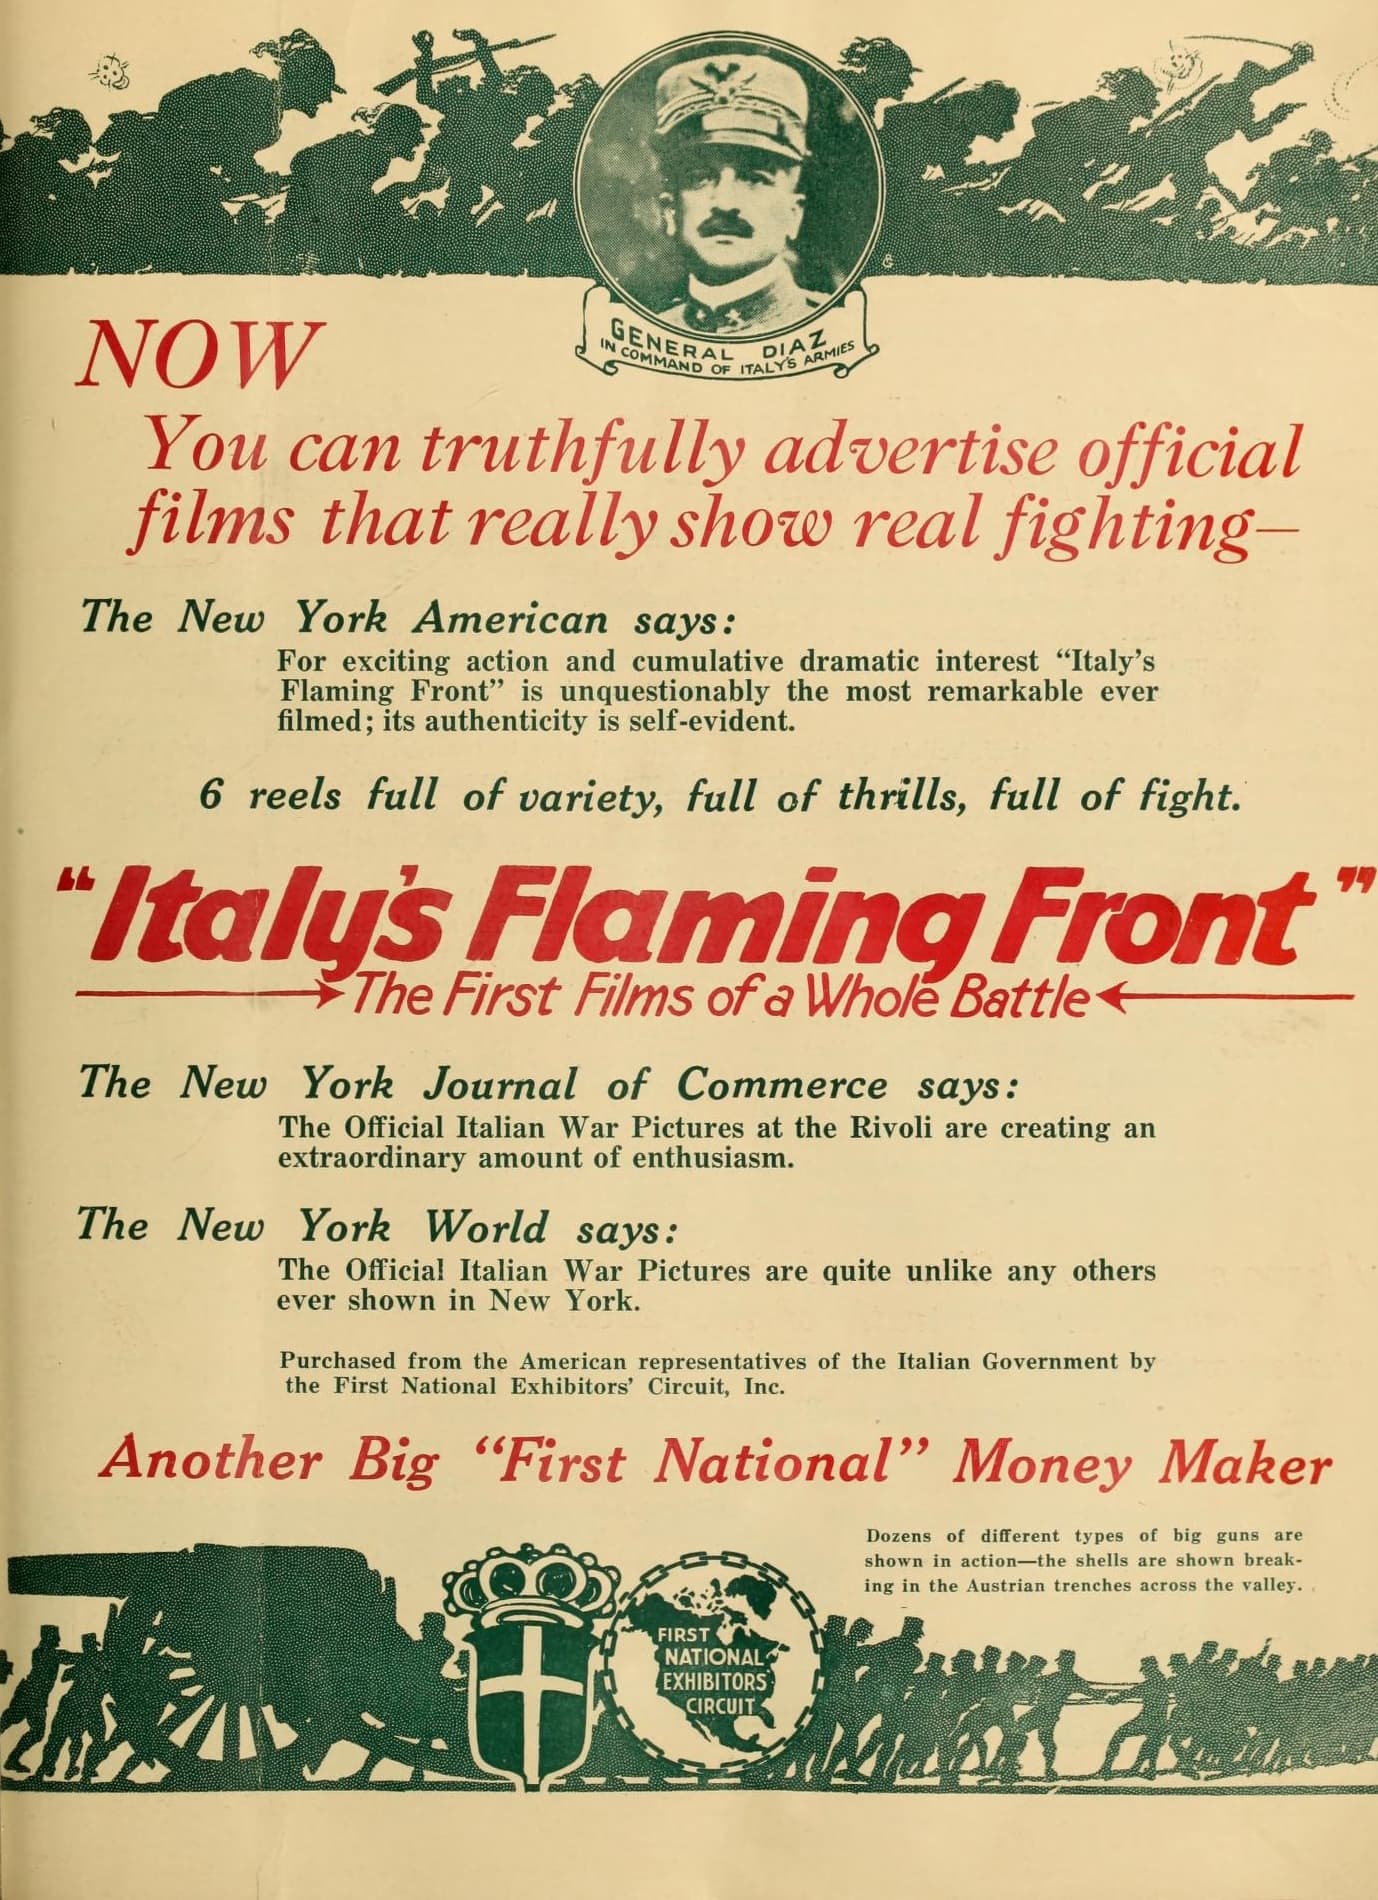 GENERAL DIAZ
IN COMMAND OF ITALY'S ARMIES
NOW
You can truthfully advertise official
films that really show real fighting—
The New York American says:
For exciting action and cumulative dramatic interest “Italy's
Flaming Front” is unquestionably the most remarkable ever
filmed; its authenticity is self-evident.
6 reels full of variety, full of thrills, full of fight.
“Italy's Flaming Front”
The First Films of a Whole Battle
The New York Journal of Commerce says:
The Official Italian War Pictures at the Rivoli are creating an
extraordinary amount of enthusiasm.
The New York World says:
The Official Italian War Pictures are quite unlike any others
ever shown in New York.
Purchased from the American representatives of the Italian Government by
the First National Exhibitors' Circuit, Inc.
Another Big “First National” Money Maker
Dozens of different types of big guns are
shown in action—the shells are shown break-
ing in the Austrian trenches across the valley.
FIRST
NATIONAL
EXHIBITORS'
CIRCUIT